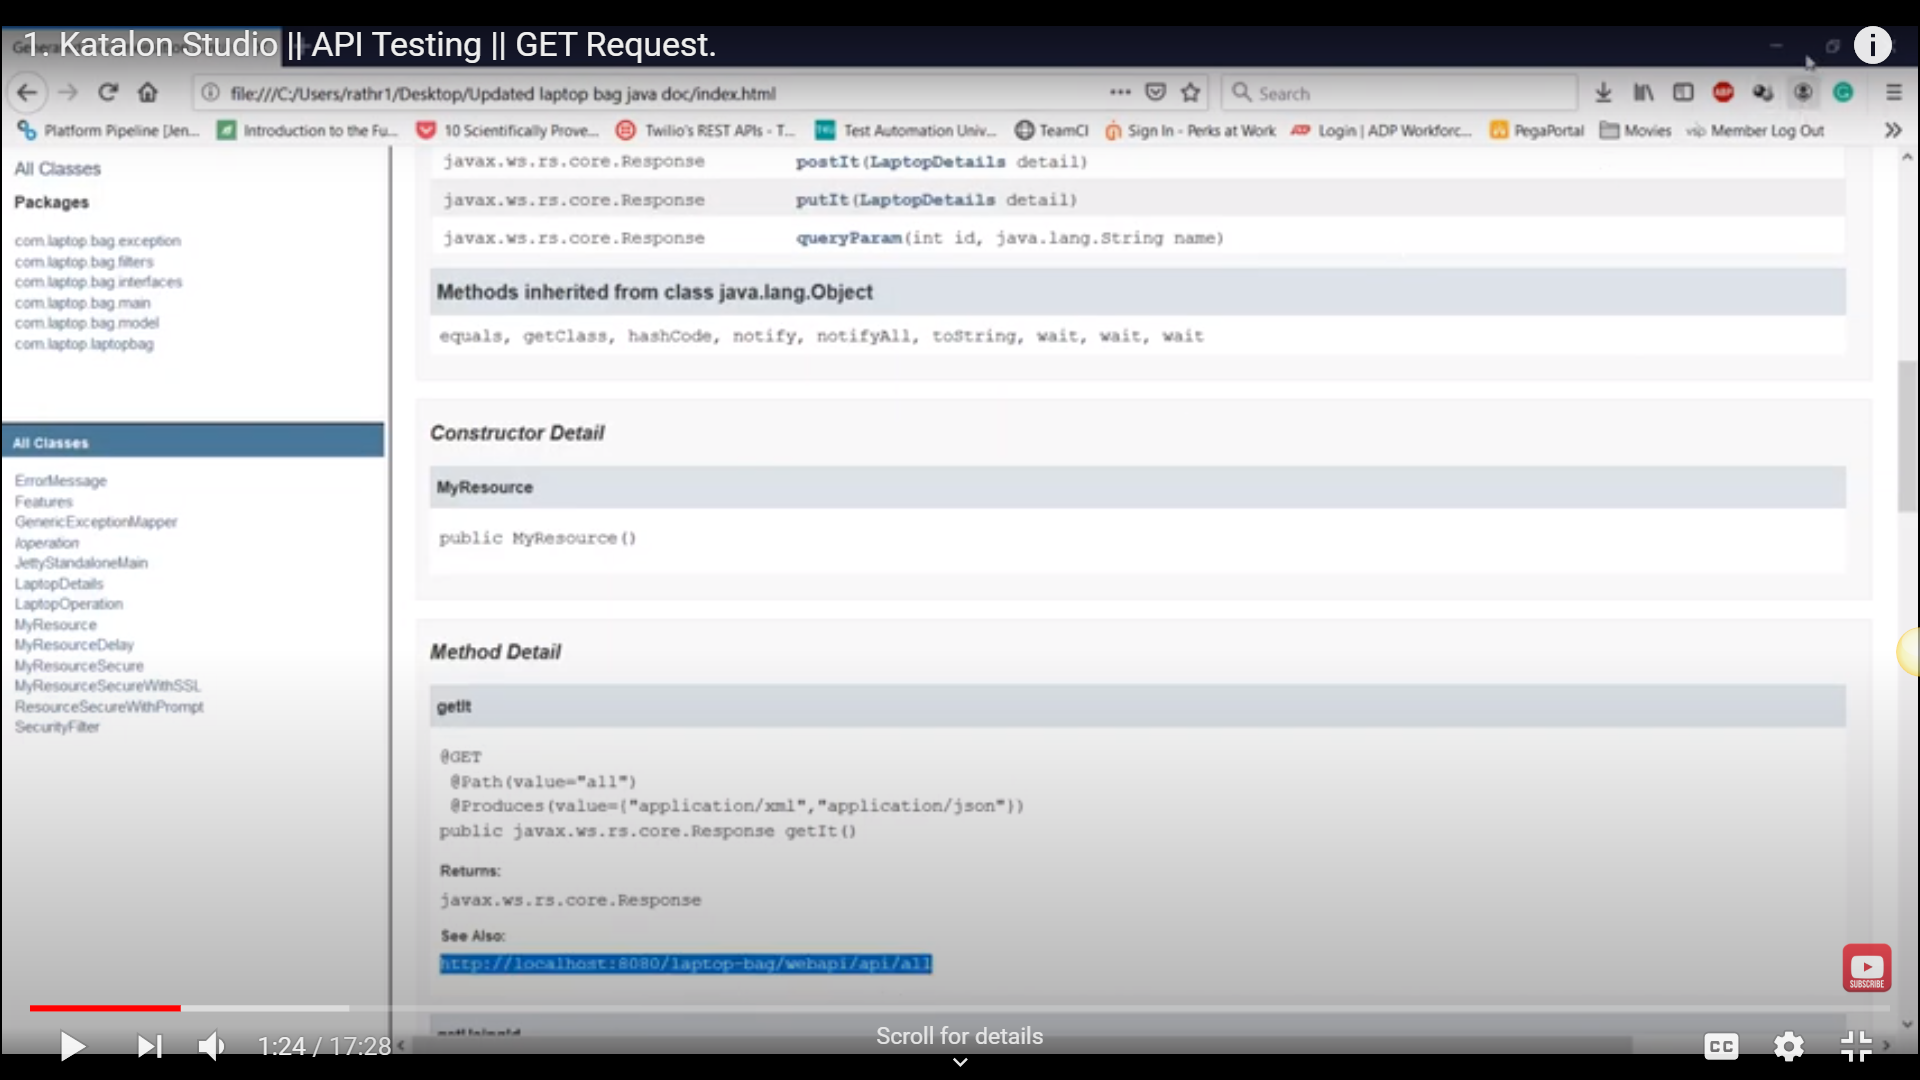 1. Katalon Studio || API Testing || GET Request.
file:///C:/Users/rathr1/Desktop/Updated laptop bag java doc/index.html
Search
Platform Pipeline [Jen...
Introduction to the Fu...
10 Scientifically Prove...
Twilio's REST APIs - T...
Test Automation Univ...
TeamCI
Sign In - Perks at Work
Login | ADP Workforc...
PegaPortal
Movies
Member Log Out
All Classes
Packages
com.laptop.bag.exception
com.laptop.bag.filters
com.laptop.bag.interfaces
com.laptop.bag.main
com.laptop.bag.model
com.laptop.laptopbag
All Classes
ErrorMessage
Features
GenericExceptionMapper
Ioperation
JettyStandaloneMain
LaptopDetails
LaptopOperation
MyResource
MyResourceDelay
MyResourceSecure
MyResourceSecureWithSSL
ResourceSecureWithPrompt
SecurityFilter
javax.ws.rs.core.Response postIt(LaptopDetails detail)
javax.ws.rs.core.Response putIt(LaptopDetails detail)
javax.ws.rs.core.Response queryParam(int id, java.lang.String name)
Methods inherited from class java.lang.Object
equals, getClass, hashCode, notify, notifyAll, toString, wait, wait, wait
Constructor Detail
MyResource
public MyResource()
Method Detail
getIt
@GET
@Path(value="all")
@Produces(value={"application/xml","application/json"})
public javax.ws.rs.core.Response getIt()
Returns:
javax.ws.rs.core.Response
See Also:
http://localhost:8080/laptop-bag/webapi/api/all
SUBSCRIBE
1:24 / 17:28
Scroll for details
CC